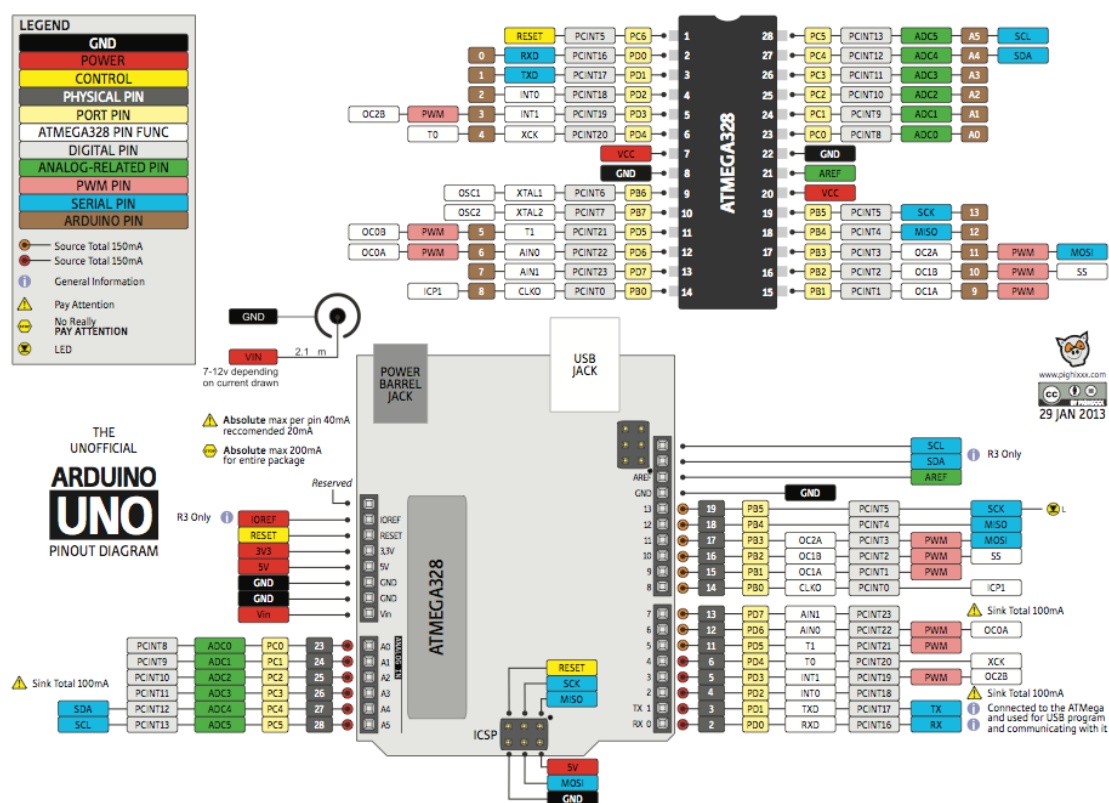 LEGEND
GND
POWER
CONTROL
PHYSICAL PIN
PORT PIN
ATMEGA328 PIN FUNC
DIGITAL PIN
ANALOG-RELATED PIN
PWM PIN
SERIAL PIN
ARDUINO PIN
Source Total 150mA
Source Total 150mA
General Information
Pay Attention
No Really
PAY ATTENTION
LED
RESET PCINT5 PC6 1
0 RXD PCINT16 PD0 2
1 TXD PCINT17 PD1 3
2 INT0 PCINT18 PD2 4
OC2B PWM 3 INT1 PCINT19 PD3 5
T0 4 XCK PCINT20 PD4 6
VCC 7
GND 8
OSC1 XTAL1 PCINT6 PB6 9
OSC2 XTAL2 PCINT7 PB7 10
OC0B PWM 5 T1 PCINT21 PD5 11
OC0A PWM 6 AIN0 PCINT22 PD6 12
7 AIN1 PCINT23 PD7 13
ICP1 8 CLKO PCINT0 PB0 14
ATMEGA328
28 PC5 PCINT13 ADC5 A5 SCL
27 PC4 PCINT12 ADC4 A4 SDA
26 PC3 PCINT11 ADC3 A3
25 PC2 PCINT10 ADC2 A2
24 PC1 PCINT9 ADC1 A1
23 PC0 PCINT8 ADC0 A0
22 GND
21 AREF
20 VCC
19 PB5 PCINT5 SCK 13
18 PB4 PCINT4 MISO 12
17 PB3 PCINT3 OC2A 11 PWM MOSI
16 PB2 PCINT2 OC1B 10 PWM SS
15 PB1 PCINT1 OC1A 9 PWM
GND
VIN 2.1 m
7-12v depending
on current drawn
POWER
BARREL
JACK
USB
JACK
www.pighixxx.com
cc
BY PIGHIXXX
29 JAN 2013
Absolute max per pin 40mA
reccomended 20mA
Absolute max 200mA
for entire package
THE
UNOFFICIAL
ARDUINO
UNO
PINOUT DIAGRAM
Reserved
R3 Only
IOREF IOREF
RESET RESET
3V3 3,3V
5V 5V
GND GND
GND GND
Vin Vin
ATMEGA328
ANALOG IN
PCINT8 ADC0 PC0 23 A0
PCINT9 ADC1 PC1 24 A1
PCINT10 ADC2 PC2 25 A2
PCINT11 ADC3 PC3 26 A3
SDA PCINT12 ADC4 PC4 27 A4
SCL PCINT13 ADC5 PC5 28 A5
Sink Total 100mA
SCL
SDA
R3 Only
AREF AREF
GND GND
13 19 PB5 PCINT5 SCK L
12 18 PB4 PCINT4 MISO
11 17 PB3 OC2A PCINT3 PWM MOSI
10 16 PB2 OC1B PCINT2 PWM SS
9 15 PB1 OC1A PCINT1 PWM
8 14 PB0 CLKO PCINT0 ICP1
Sink Total 100mA
7 13 PD7 AIN1 PCINT23
6 12 PD6 AIN0 PCINT22 PWM OC0A
5 11 PD5 T1 PCINT21 PWM
4 6 PD4 T0 PCINT20 XCK
3 5 PD3 INT1 PCINT19 PWM OC2B
2 4 PD2 INT0 PCINT18
TX 1 3 PD1 TXD PCINT17 TX
RX 0 2 PD0 RXD PCINT16 RX
Sink Total 100mA
Connected to the ATMega
and used for USB program
and communicating with it
RESET
SCK
MISO
ICSP
5V
MOSI
GND